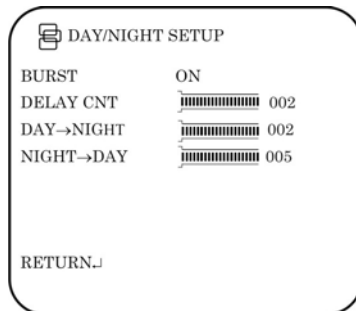 DAY/NIGHT SETUP
BURST ON
DELAY CNT 002
DAY→NIGHT 002
NIGHT→DAY 005
RETURN↵